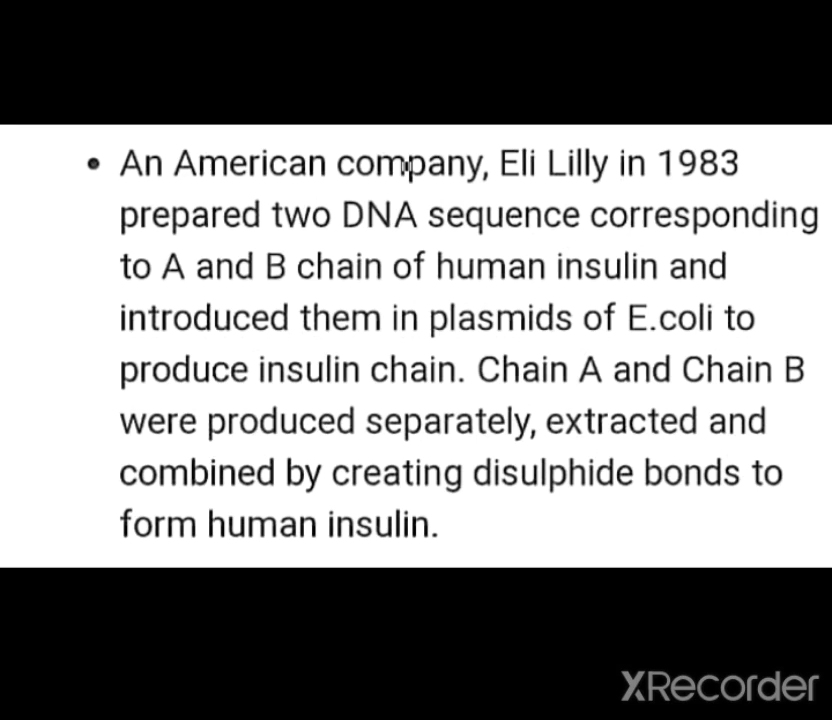 • An American company, Eli Lilly in 1983
prepared two DNA sequence corresponding
to A and B chain of human insulin and
introduced them in plasmids of E.coli to
produce insulin chain. Chain A and Chain B
were produced separately, extracted and
combined by creating disulphide bonds to
form human insulin.
XRecorder